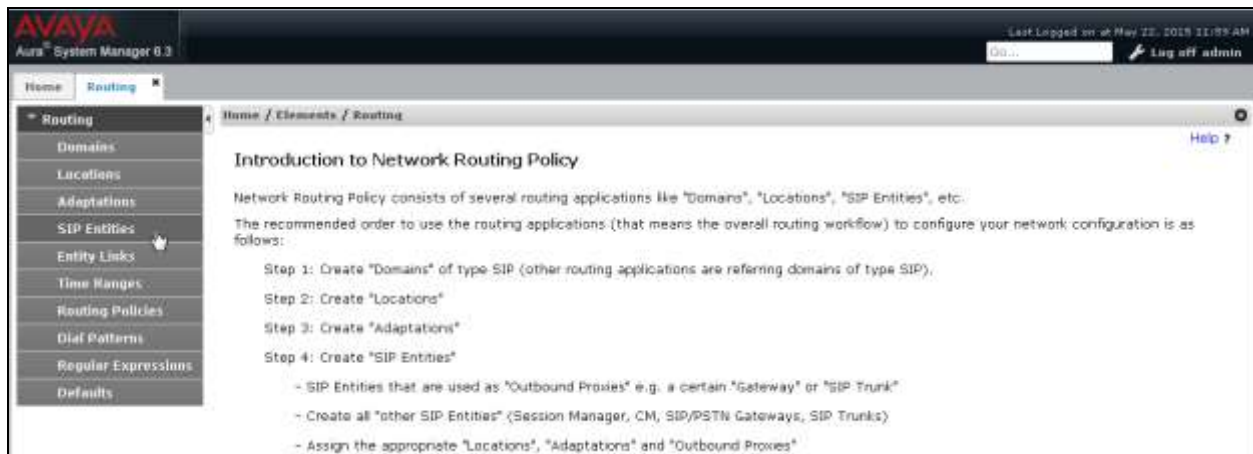 AVAYA
Aura® System Manager 6.3
Last Logged on at May 22, 2015 11:59 AM
Go...
Log off admin
Home
Routing
Routing
Domains
Locations
Adaptations
SIP Entities
Entity Links
Time Ranges
Routing Policies
Dial Patterns
Regular Expressions
Defaults
Home / Elements / Routing
Help ?
Introduction to Network Routing Policy
Network Routing Policy consists of several routing applications like "Domains", "Locations", "SIP Entities", etc.
The recommended order to use the routing applications (that means the overall routing workflow) to configure your network configuration is as
follows:
Step 1: Create "Domains" of type SIP (other routing applications are referring domains of type SIP).
Step 2: Create "Locations"
Step 3: Create "Adaptations"
Step 4: Create "SIP Entities"
- SIP Entities that are used as "Outbound Proxies" e.g. a certain "Gateway" or "SIP Trunk"
- Create all "other SIP Entities" (Session Manager, CM, SIP/PSTN Gateways, SIP Trunks)
- Assign the appropriate "Locations", "Adaptations" and "Outbound Proxies"